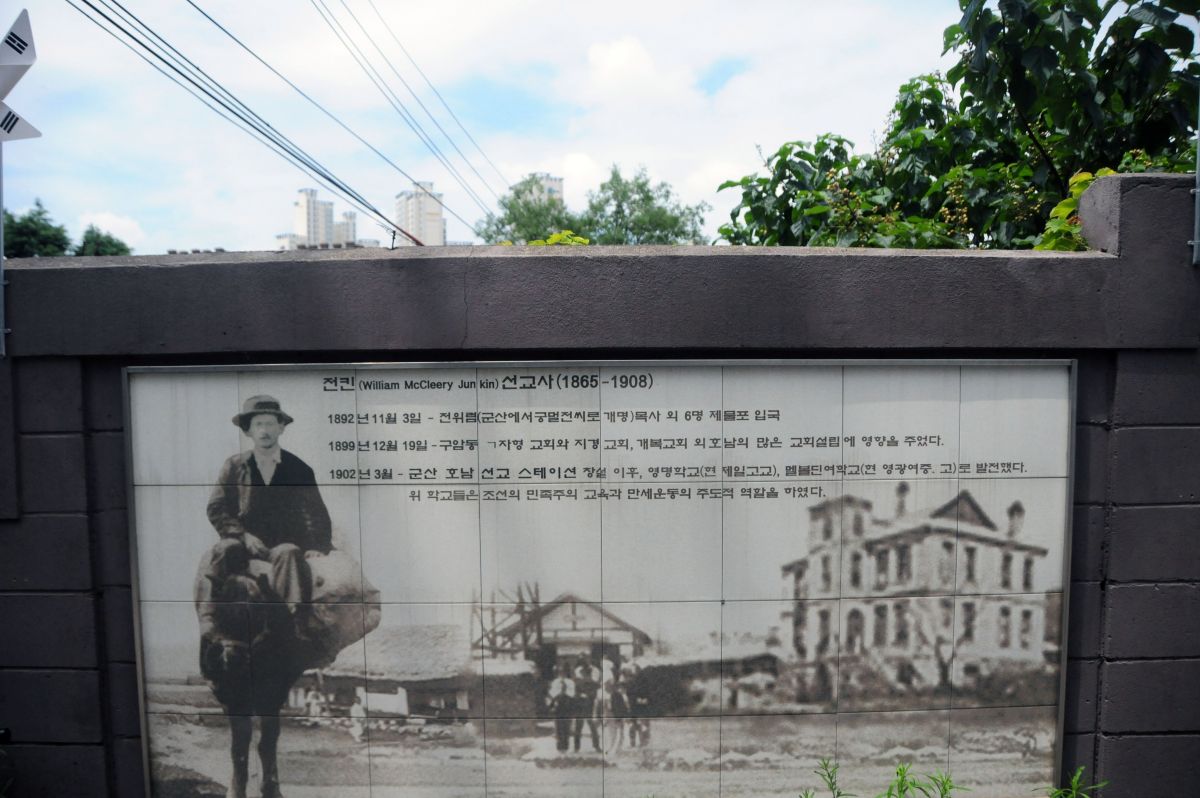 전킨 (William McCleery Junkin) 선교사 (1865-1908)
1892년 11월 3일 - 전위렴(군산에서궁멀전씨로 개명)목사 외 6명 제물포 입국
1899년 12월 19일 - 구암동 ㄱ자형 교회와 지경교회, 개복교회 외 호남의 많은 교회설립에 영향을 주었다.
1902년 3월 - 군산 호남 선교 스테이션 창설 이후, 영명학교(현 제일고교), 멜볼딘여학교(현 영광여중. 고)로 발전했다.
위 학교들은 조선의 민족주의 교육과 만세운동의 주도적 역할을 하였다.